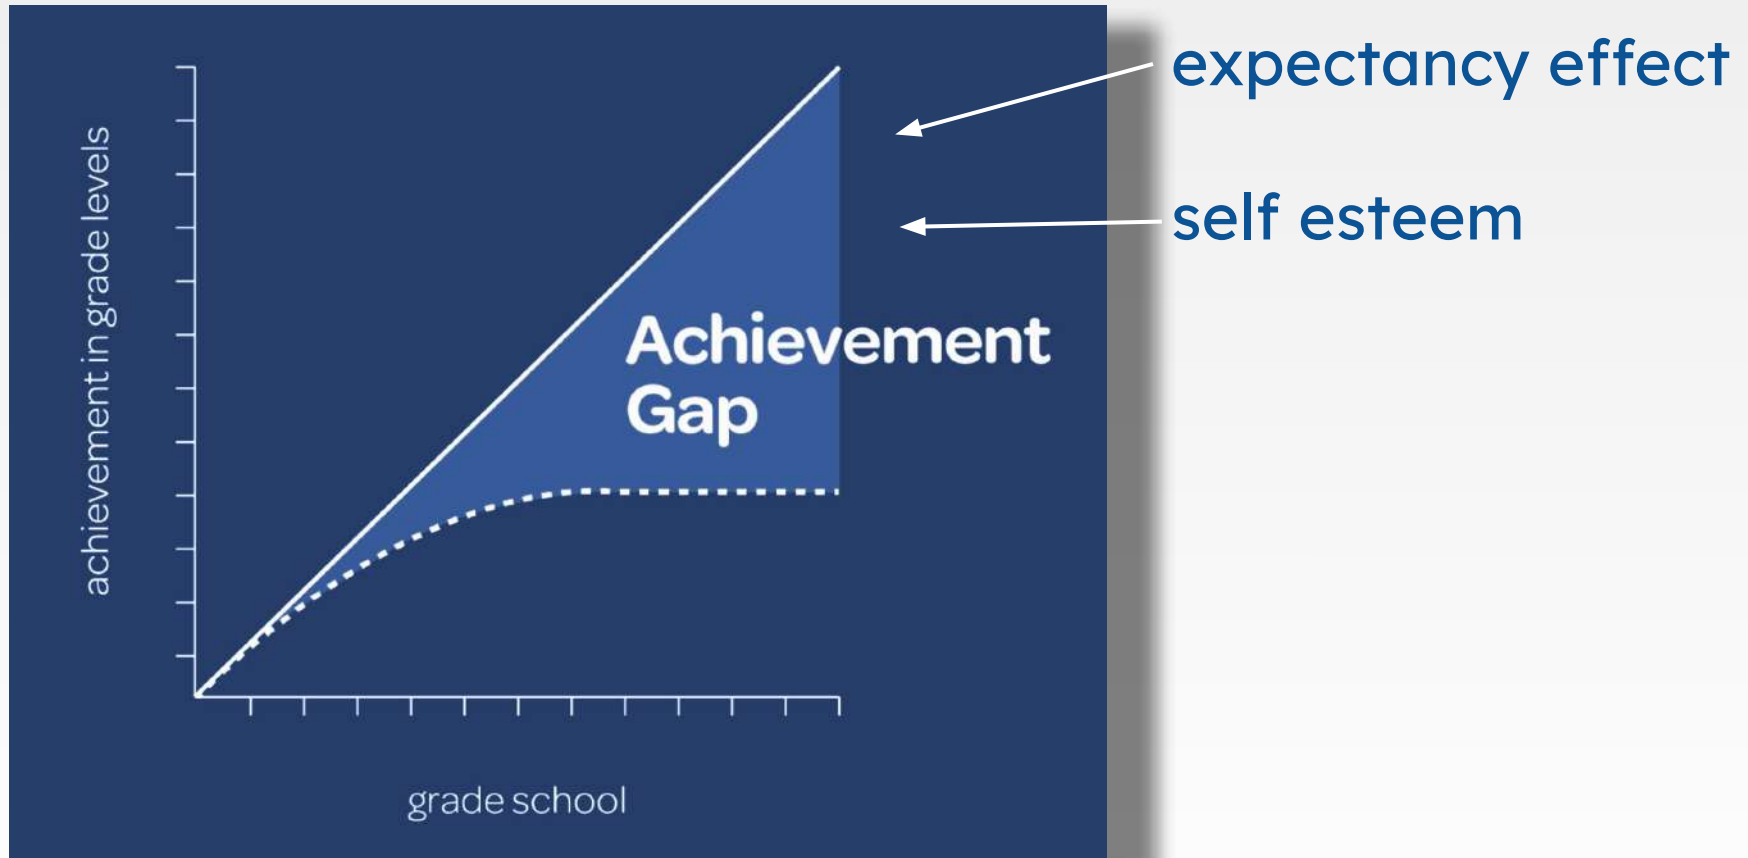 expectancy effect
self esteem
achievement in grade levels
Achievement
Gap
grade school